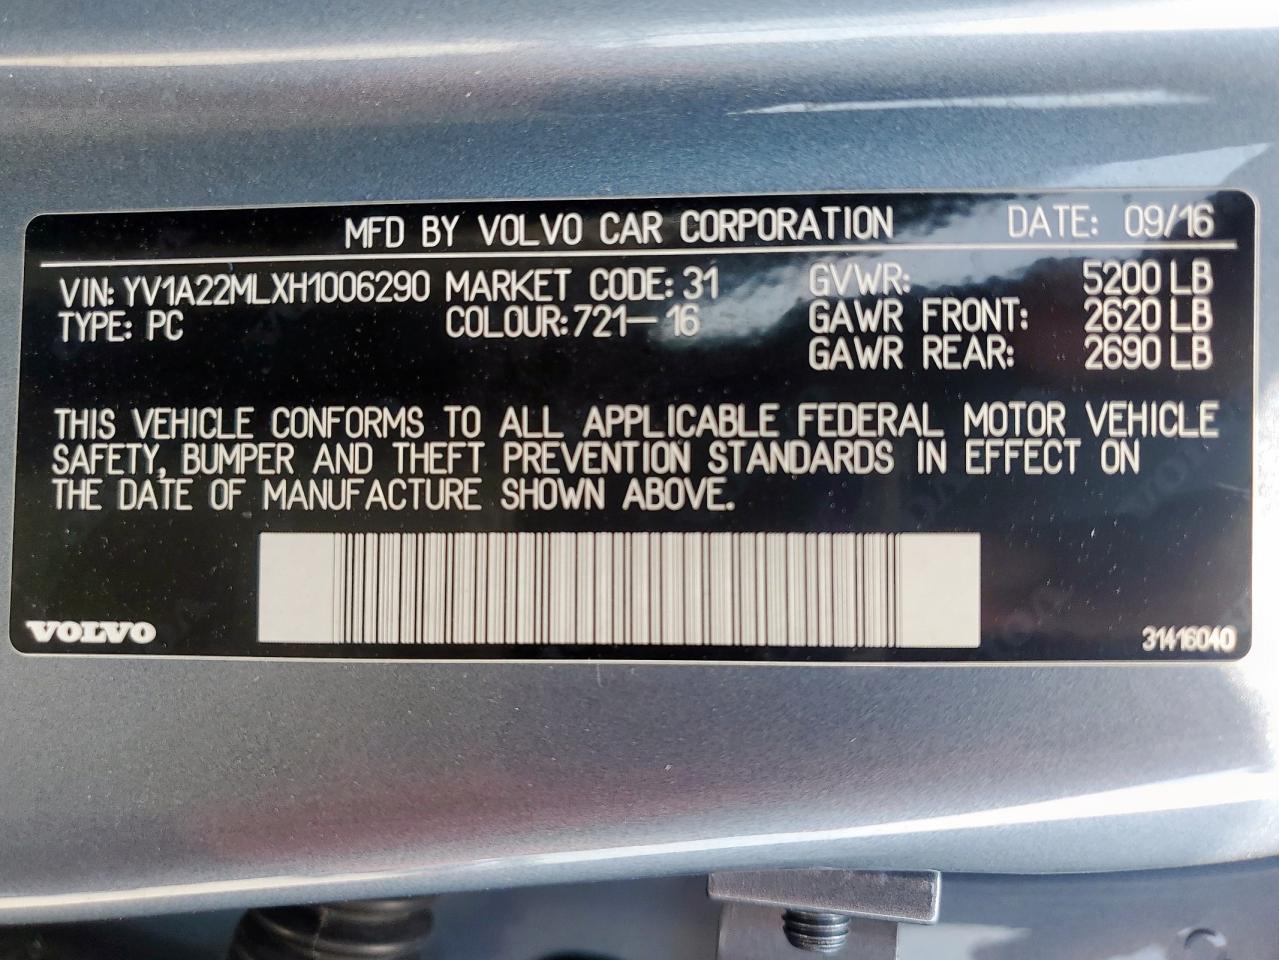 MFD BY VOLVO CAR CORPORATION DATE: 09/16
VIN: YV1A22MLXH1006290 MARKET CODE: 31 GVWR: 5200 LB
TYPE: PC COLOUR: 721-16 GAWR FRONT: 2620 LB
GAWR REAR: 2690 LB
THIS VEHICLE CONFORMS TO ALL APPLICABLE FEDERAL MOTOR VEHICLE
SAFETY, BUMPER AND THEFT PREVENTION STANDARDS IN EFFECT ON
THE DATE OF MANUFACTURE SHOWN ABOVE.
VOLVO 31416040